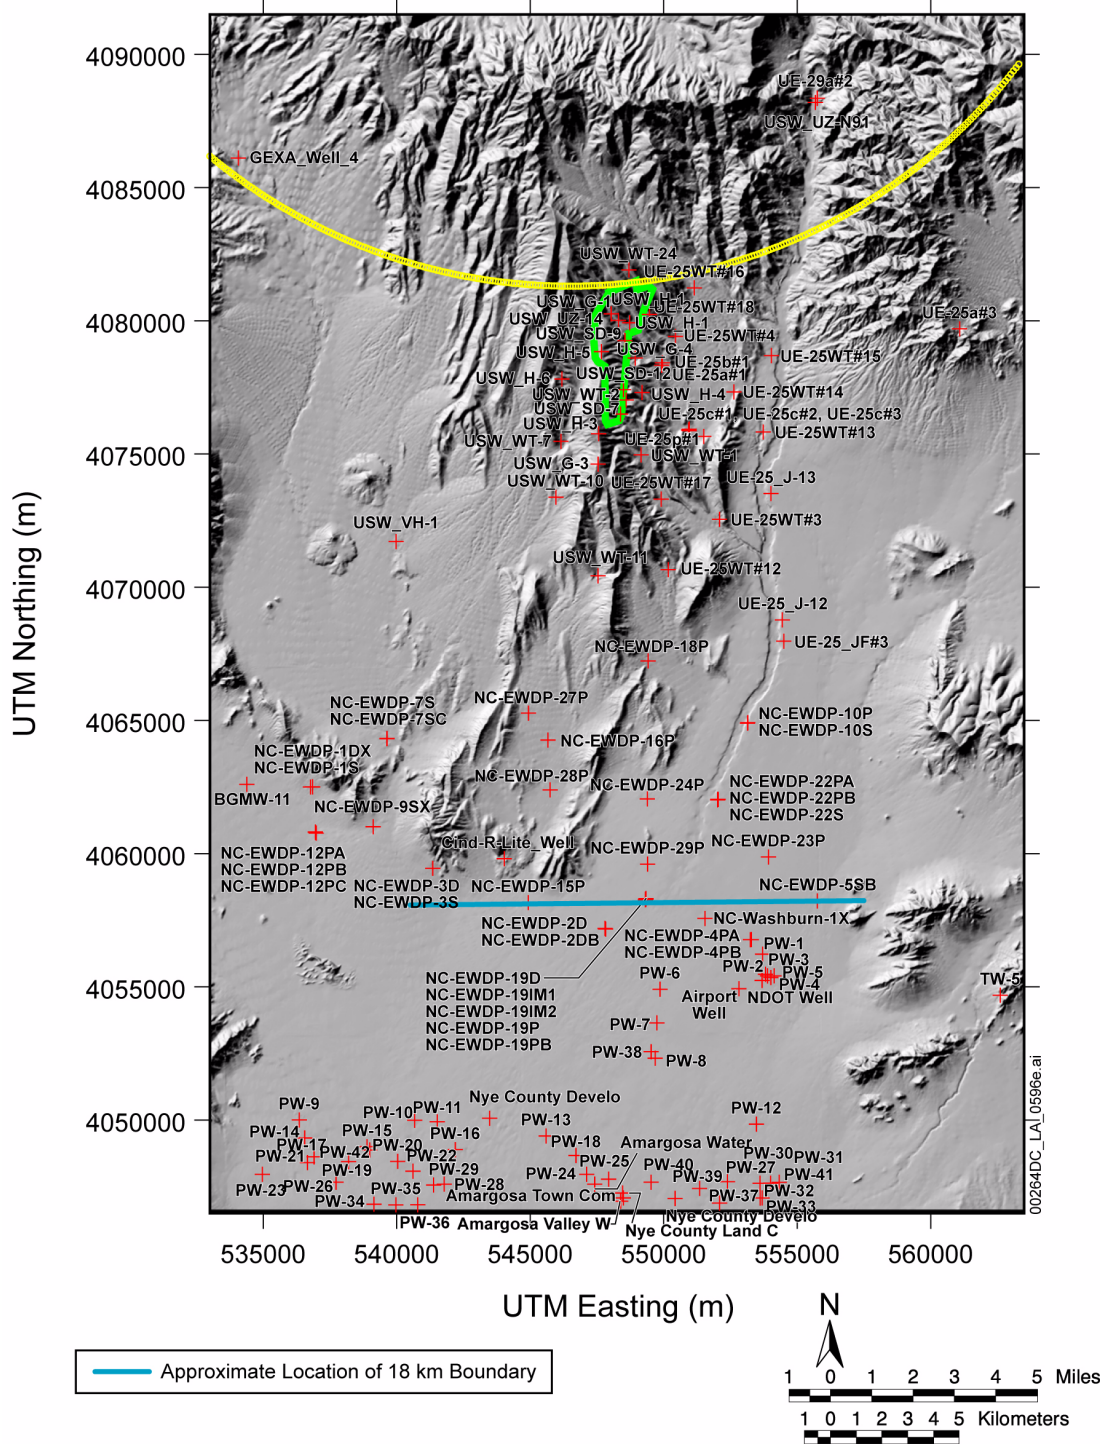 4090000
UE-29a#2
USW_UZ-N91
GEXA_Well_4
4085000
USW_WT-24
UE-25WT#16
USW_G-1
USW_H-1
UE-25WT#18
4080000
UE-25a#3
USW_UZ-14
USW_H-1
USW_SD-9
UE-25WT#4
USW_H-5
USW_G-4
UE-25WT#15
UE-25b#1
USW_H-6
USW_SD-12
UE-25a#1
USW_WT-2
USW_H-4
UE-25WT#14
USW_SD-7
UE-25c#1, UE-25c#2, UE-25c#3
USW_H-3
UE-25WT#13
USW_WT-7
UE-25p#1
4075000
USW_WT-1
USW_G-3
USW_WT-10
UE-25WT#17
UE-25_J-13
USW_VH-1
UE-25WT#3
USW_WT-11
UE-25WT#12
4070000
UE-25_J-12
UE-25_JF#3
NC-EWDP-18P
NC-EWDP-7S
NC-EWDP-7SC
NC-EWDP-27P
NC-EWDP-10P
NC-EWDP-10S
4065000
NC-EWDP-16P
NC-EWDP-1DX
NC-EWDP-1S
BGMW-11
NC-EWDP-28P
NC-EWDP-24P
NC-EWDP-22PA
NC-EWDP-22PB
NC-EWDP-22S
NC-EWDP-9SX
Cind-R-Lite_Well
NC-EWDP-29P
NC-EWDP-23P
4060000
NC-EWDP-12PA
NC-EWDP-12PB
NC-EWDP-12PC
NC-EWDP-3D
NC-EWDP-3S
NC-EWDP-15P
NC-EWDP-5SB
NC-EWDP-2D
NC-EWDP-2DB
NC-Washburn-1X
NC-EWDP-4PA
NC-EWDP-4PB
PW-1
PW-3
PW-2
PW-5
PW-4
PW-6
Airport
Well
NDOT Well
TW-5
4055000
NC-EWDP-19D
NC-EWDP-19IM1
NC-EWDP-19IM2
NC-EWDP-19P
NC-EWDP-19PB
PW-7
PW-38
PW-8
Nye County Develo
PW-9
PW-10
PW-11
PW-13
PW-12
4050000
PW-14
PW-15
PW-16
PW-17
PW-42
PW-20
PW-18
Amargosa Water
PW-21
PW-22
PW-30
PW-31
PW-19
PW-29
PW-24
PW-25
PW-40
PW-39
PW-27
PW-41
PW-23
PW-26
PW-35
PW-28
PW-34
Amargosa Town Com
PW-37
PW-32
PW-33
PW-36
Amargosa Valley W
Nye County Develo
Nye County Land C
535000
540000
545000
550000
555000
560000
UTM Northing (m)
UTM Easting (m)
00264DC_LA_0596e.ai
N
Approximate Location of 18 km Boundary
1 0 1 2 3 4 5 Miles
1 0 1 2 3 4 5 Kilometers